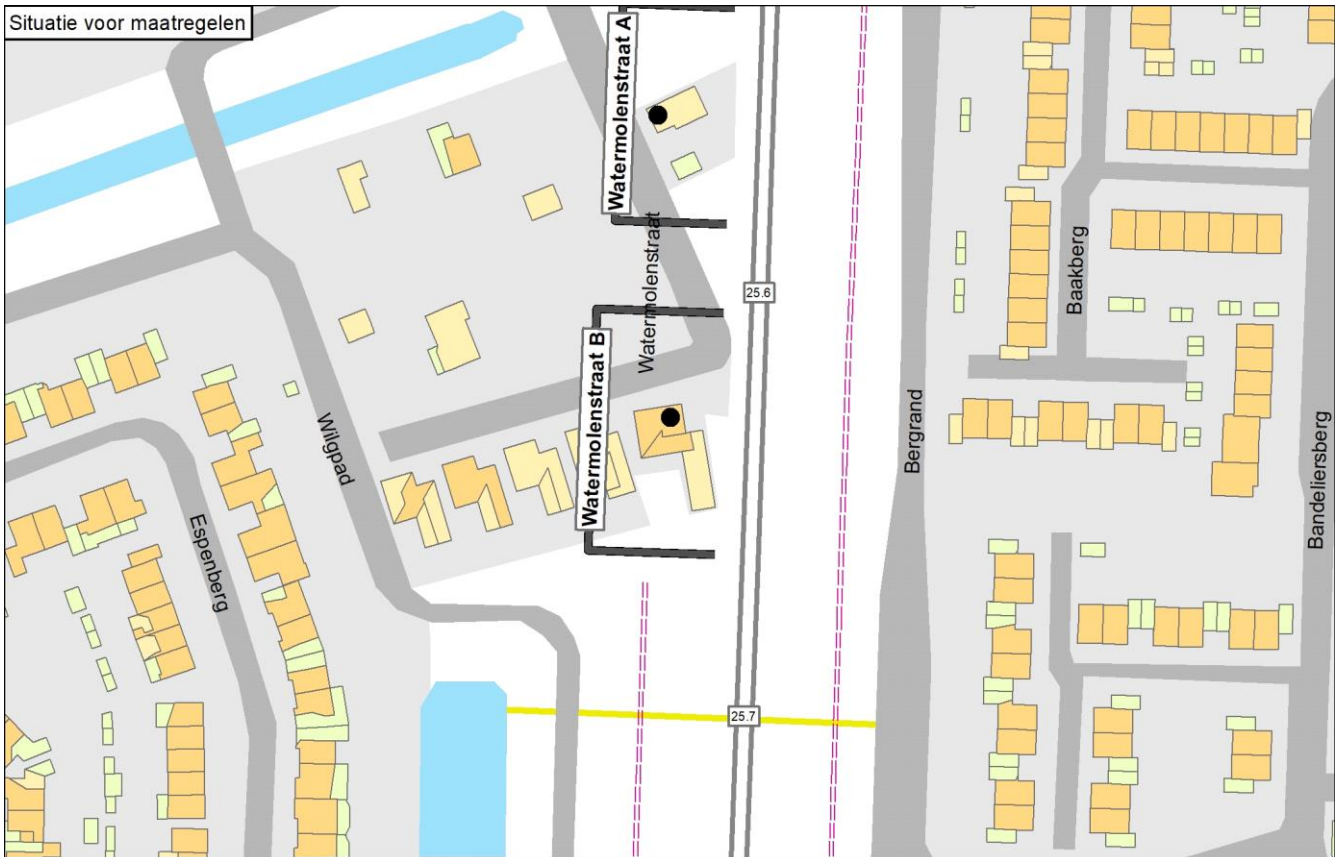 Situatie voor maatregelen
Watermolenstraat A
Watermolenstraat
25.6
Baakberg
Watermolenstraat B
Wilgpad
Bergrand
Bandeliersberg
Espenberg
25.7